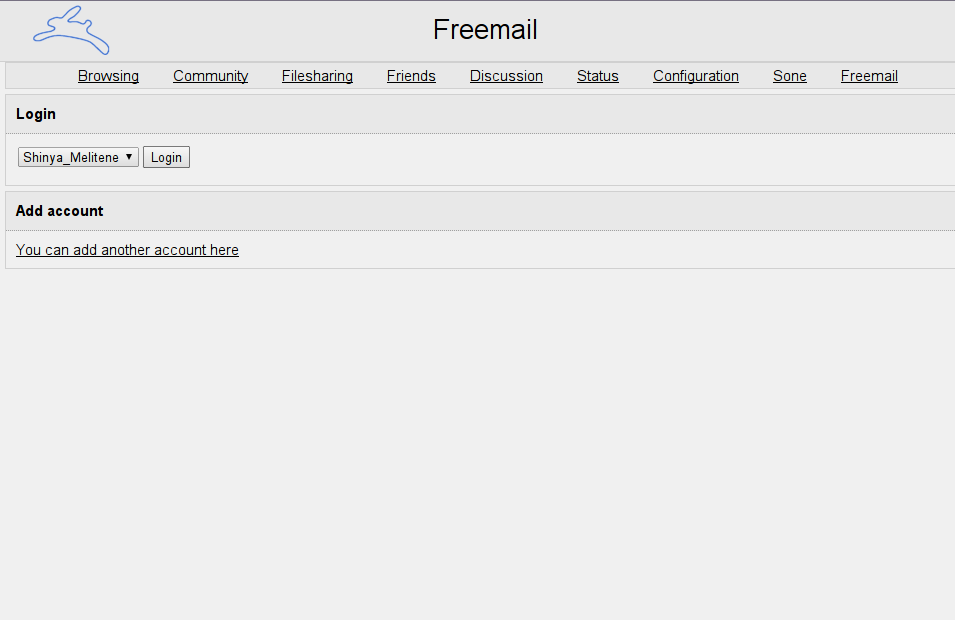 Freemail
Browsing Community Filesharing Friends Discussion Status Configuration Sone Freemail
Login
Shinya_Melitene ▼ Login
Add account
You can add another account here